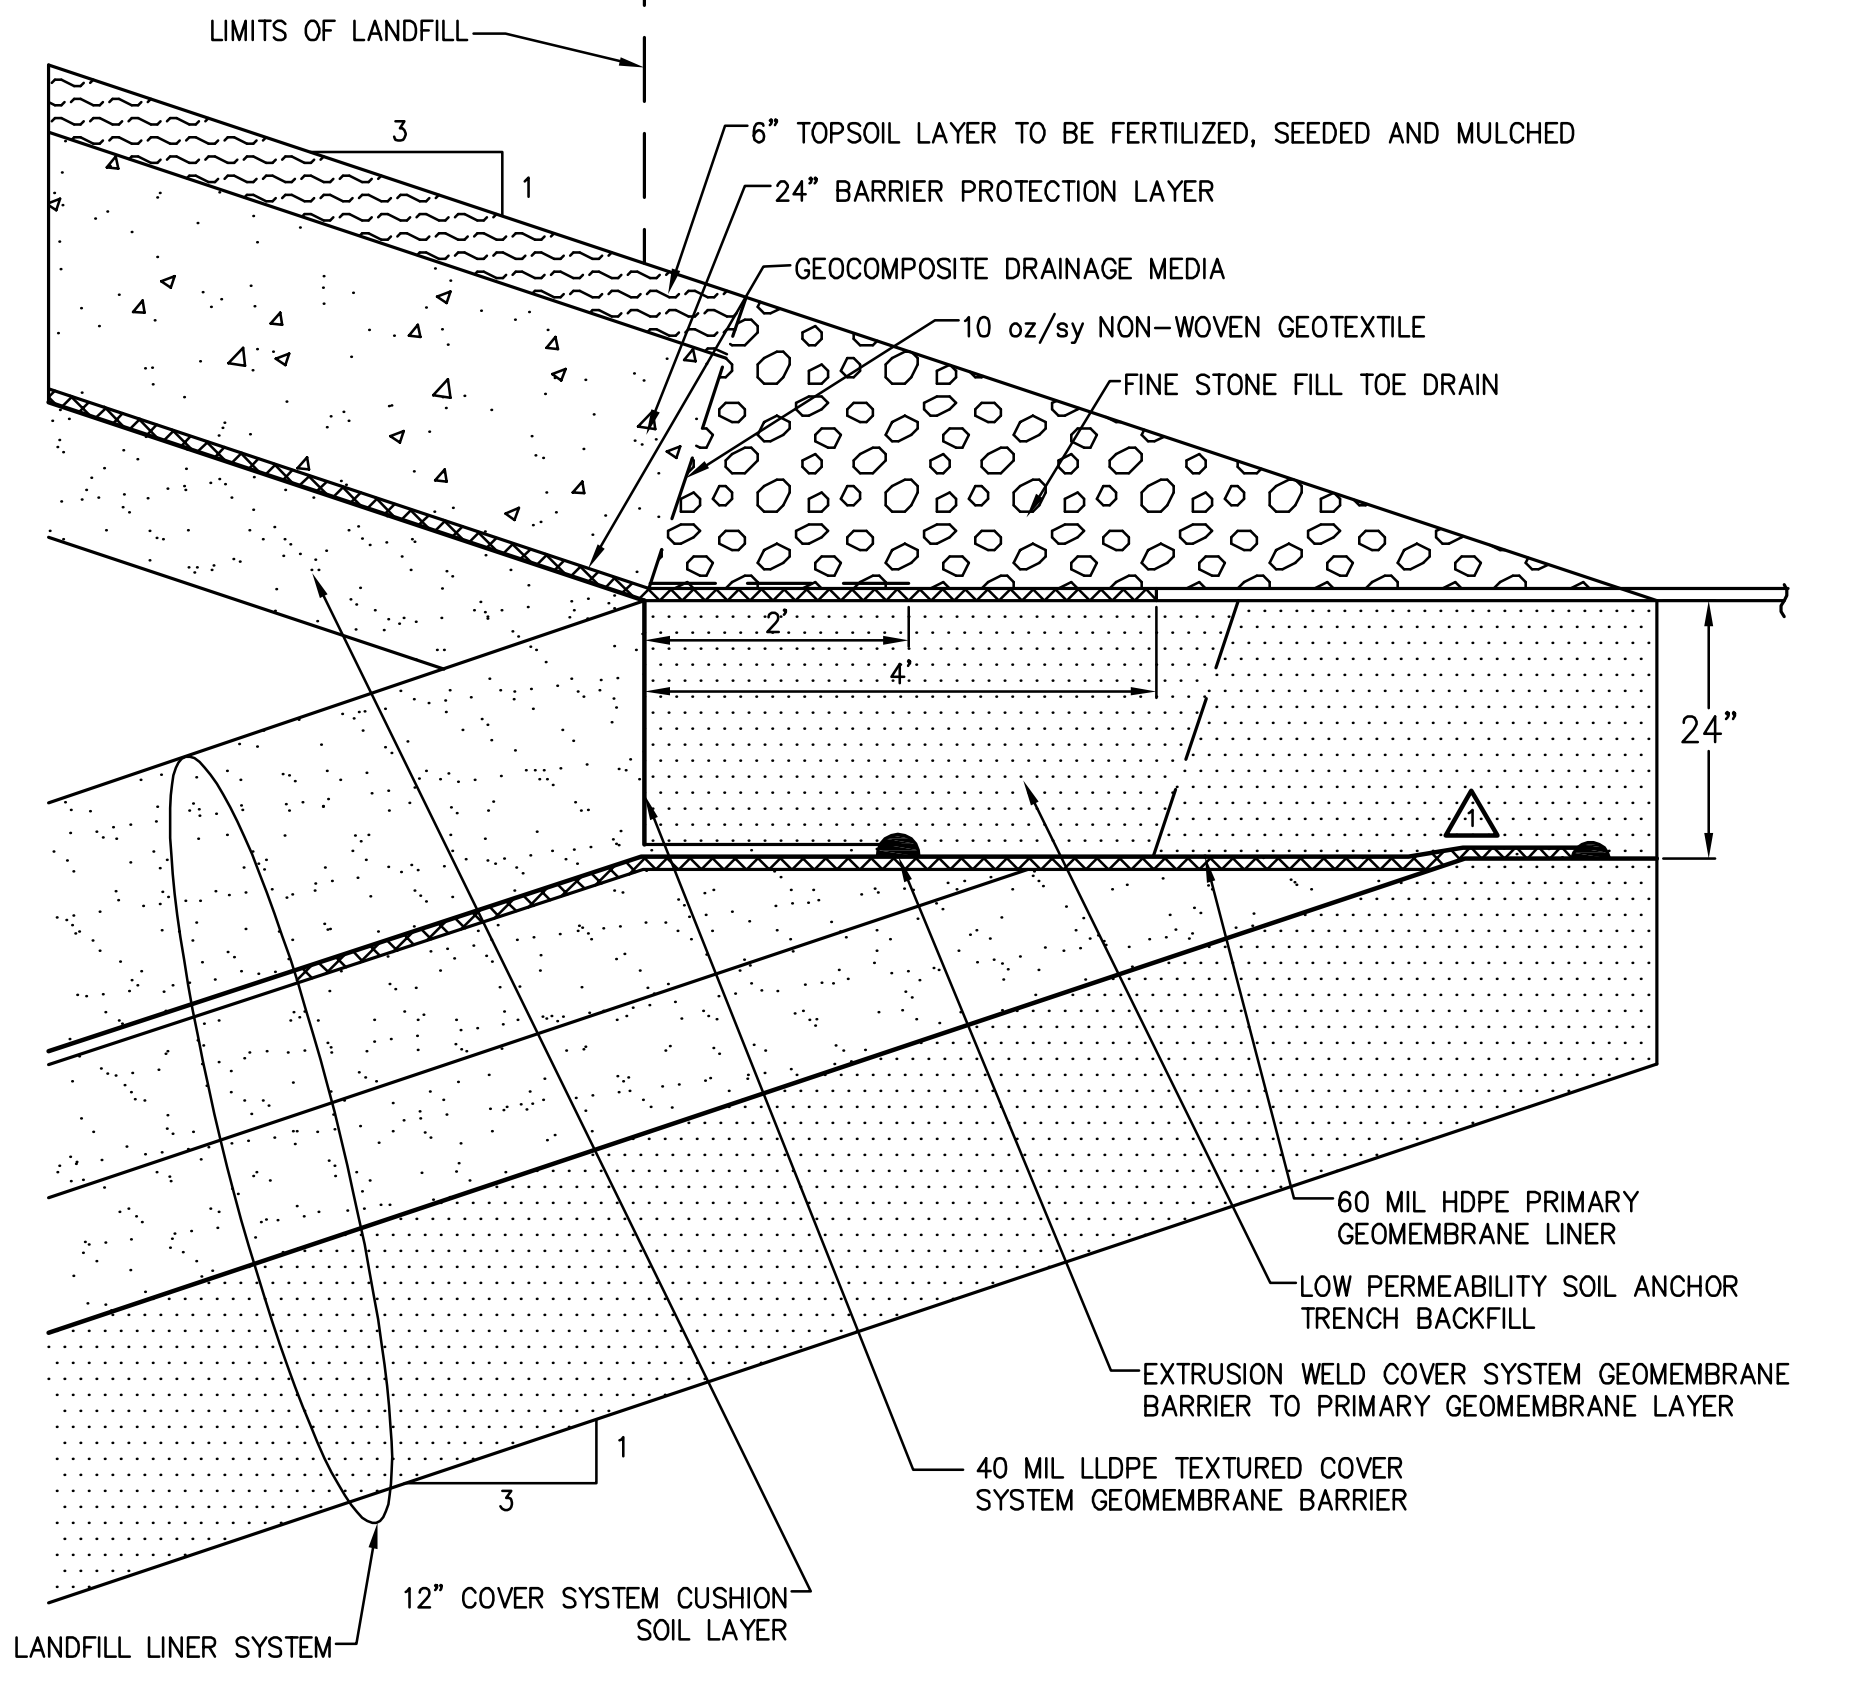 LIMITS OF LANDFILL
3
1
6" TOPSOIL LAYER TO BE FERTILIZED, SEEDED AND MULCHED
24" BARRIER PROTECTION LAYER
GEOCOMPOSITE DRAINAGE MEDIA
10 oz/sy NON-WOVEN GEOTEXTILE
FINE STONE FILL TOE DRAIN
2'
4'
24"
1
60 MIL HDPE PRIMARY
GEOMEMBRANE LINER
LOW PERMEABILITY SOIL ANCHOR
TRENCH BACKFILL
EXTRUSION WELD COVER SYSTEM GEOMEMBRANE
BARRIER TO PRIMARY GEOMEMBRANE LAYER
1
3
40 MIL LLDPE TEXTURED COVER
SYSTEM GEOMEMBRANE BARRIER
12" COVER SYSTEM CUSHION
SOIL LAYER
LANDFILL LINER SYSTEM